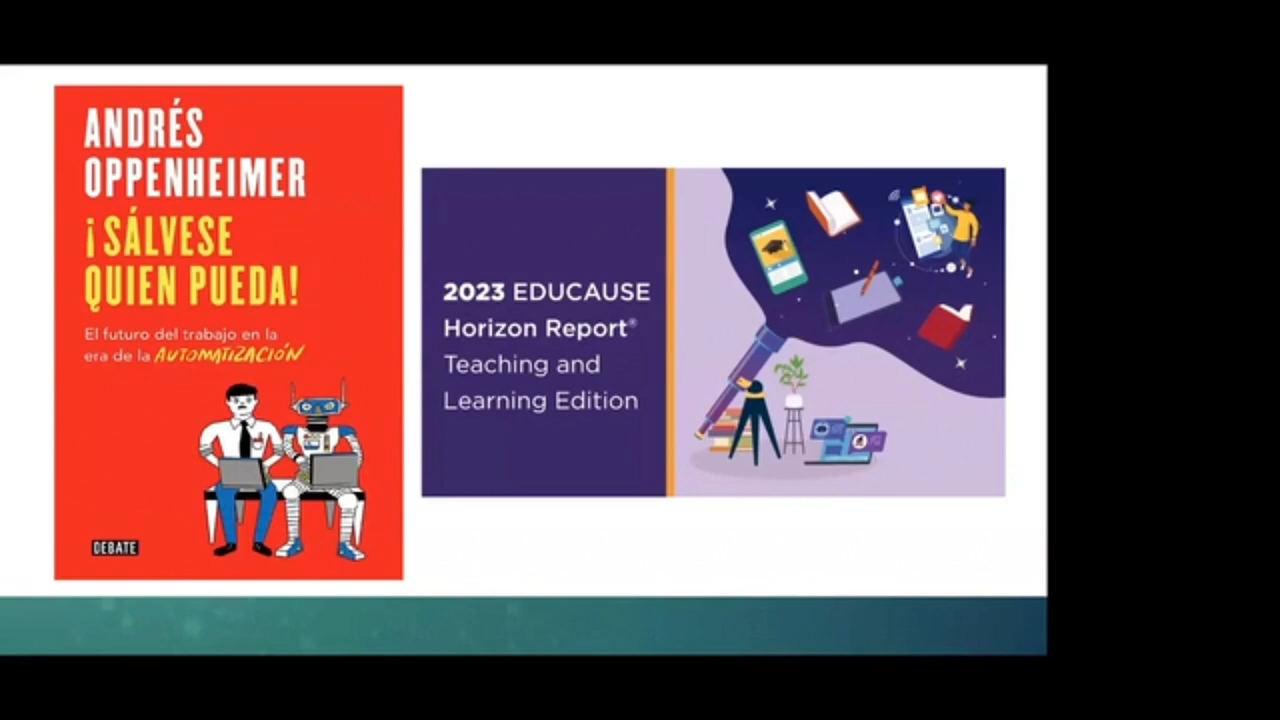 ANDRÉS
OPPENHEIMER
¡SÁLVESE
QUIEN PUEDA!
El futuro del trabajo en la
era de la AUTOMATIZACIÓN
DEBATE
2023 EDUCAUSE
Horizon Report®
Teaching and
Learning Edition